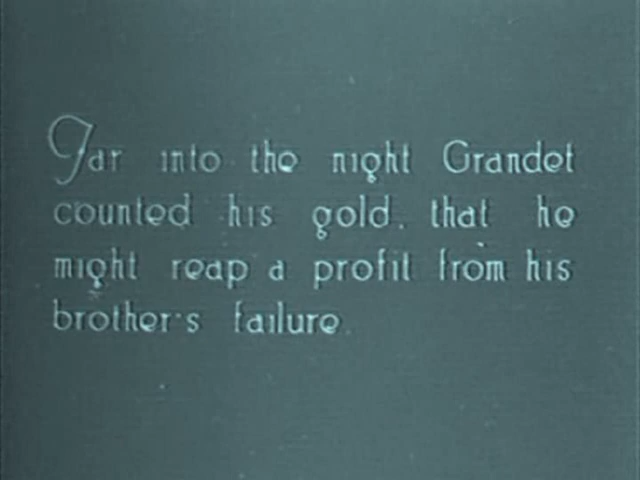 Far into the night Grandet
counted his gold, that he
might reap a profit from his
brother's failure.